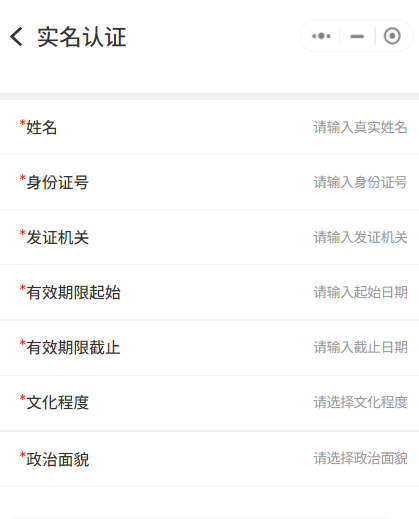 实名认证
*姓名 请输入真实姓名
*身份证号 请输入身份证号
*发证机关 请输入发证机关
*有效期限起始 请输入起始日期
*有效期限截止 请输入截止日期
*文化程度 请选择文化程度
*政治面貌 请选择政治面貌